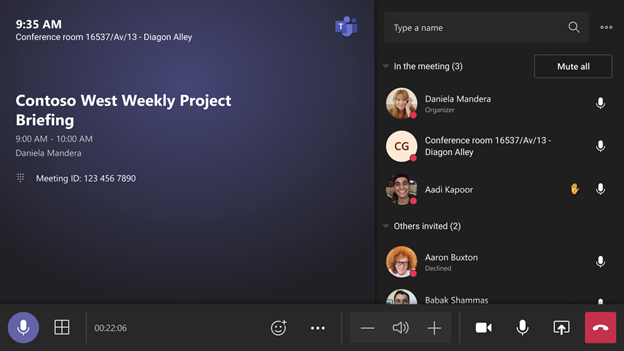 9:35 AM
Conference room 16537/Av/13 - Diagon Alley
T
Contoso West Weekly Project
Briefing
9:00 AM - 10:00 AM
Daniela Mandera
Meeting ID: 123 456 7890
00:22:06
Type a name
In the meeting (3)
Mute all
Daniela Mandera
Organizer
CG
Conference room 16537/Av/13 -
Diagon Alley
Aadi Kapoor
Others invited (2)
Aaron Buxton
Declined
Babak Shammas